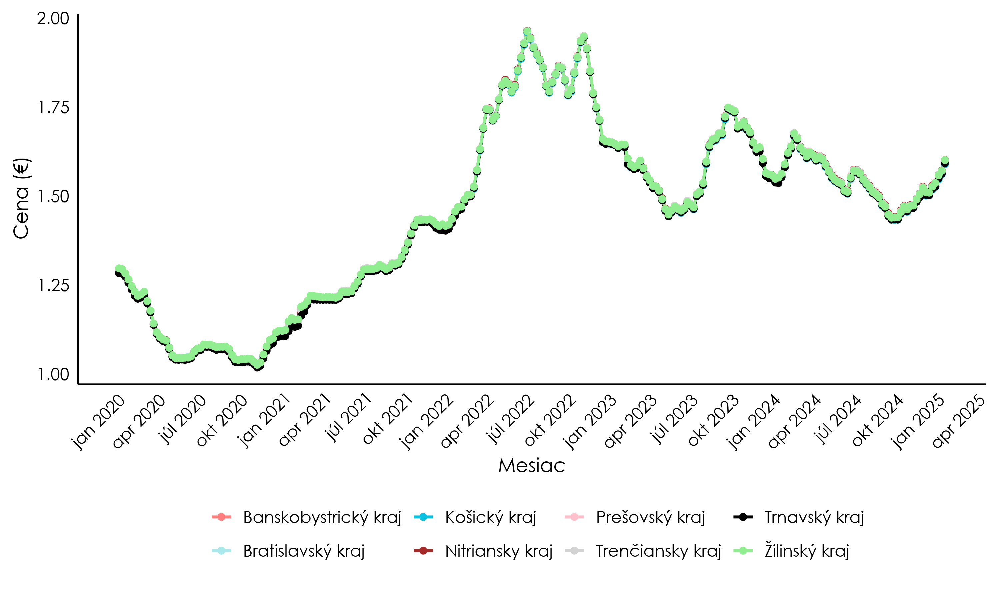 2.00
1.75
1.50
1.25
1.00
Cena (€)
jan 2020
apr 2020
júl 2020
okt 2020
jan 2021
apr 2021
júl 2021
okt 2021
jan 2022
apr 2022
júl 2022
okt 2022
jan 2023
apr 2023
júl 2023
okt 2023
jan 2024
apr 2024
júl 2024
okt 2024
jan 2025
apr 2025
Mesiac
Banskobystrický kraj Košický kraj Prešovský kraj Trnavský kraj
Bratislavský kraj Nitriansky kraj Trenčiansky kraj Žilinský kraj